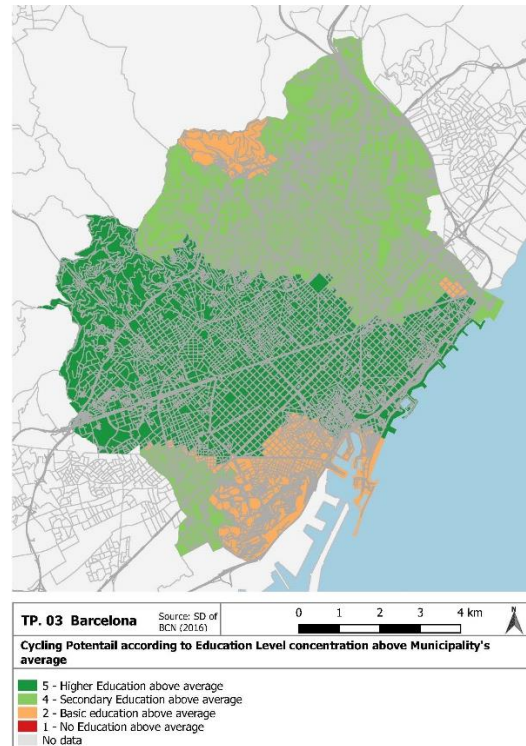 TP. 03 Barcelona
Source: SD of
BCN (2016)
0 1 2 3 4 km
N
Cycling Potentail according to Education Level concentration above Municipality's
average
5 - Higher Education above average
4 - Secondary Education above average
2 - Basic education above average
1 - No Education above average
No data